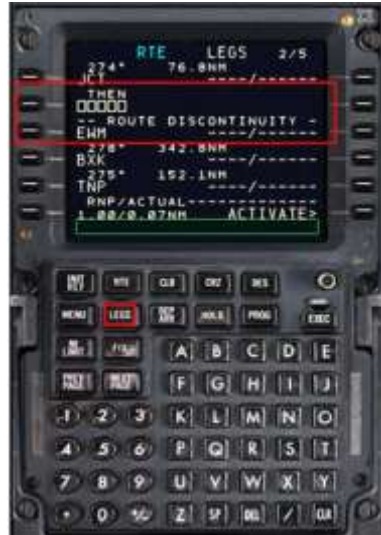 RTE LEGS 2/5
274° 76.8NM
JCT ----/------
THEN
□□□□□
-- ROUTE DISCONTINUITY -
EWM ----/------
278° 342.8NM
BXK ----/------
275° 152.1NM
TNP ----/------
RNP/ACTUAL-------------
1.00/0.07NM ACTIVATE>
INIT REF RTE CLB CRZ DES
MENU LEGS DEP ARR HOLD PROG EXEC
N1 LIMIT FIX
PREV PAGE NEXT PAGE
A B C D E
F G H I J
1 2 3 K L M N O
4 5 6 P Q R S T
7 8 9 U V W X Y
. 0 +/- Z SP DEL / CLR